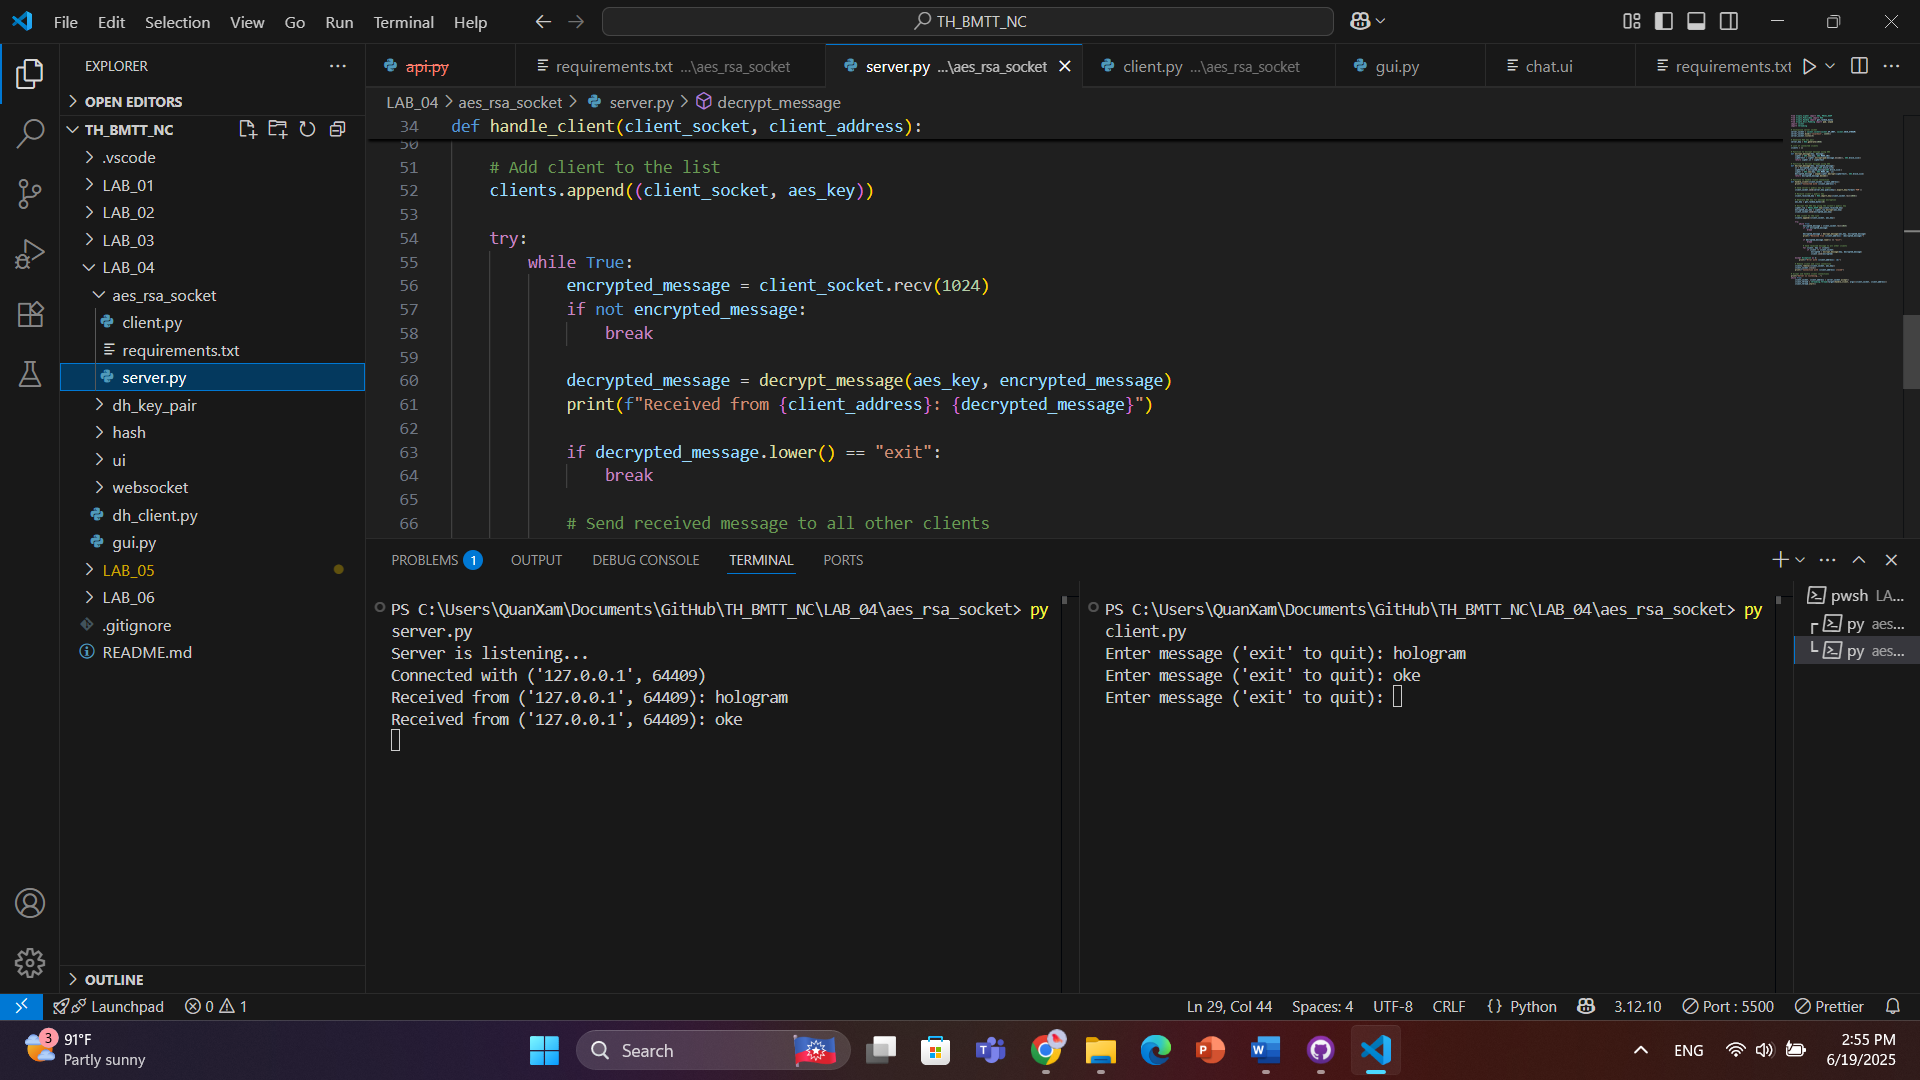 File Edit Selection View Go Run Terminal Help
TH_BMTT_NC
EXPLORER
OPEN EDITORS
TH_BMTT_NC
.vscode
LAB_01
LAB_02
LAB_03
LAB_04
aes_rsa_socket
client.py
requirements.txt
server.py
dh_key_pair
hash
ui
websocket
dh_client.py
gui.py
LAB_05
LAB_06
.gitignore
README.md
OUTLINE
api.py
requirements.txt ...\aes_rsa_socket
server.py ...\aes_rsa_socket
client.py ...\aes_rsa_socket
gui.py
chat.ui
requirements.txt
LAB_04 > aes_rsa_socket > server.py > decrypt_message
34 def handle_client(client_socket, client_address):
50
51 # Add client to the list
52 clients.append((client_socket, aes_key))
53
54 try:
55 while True:
56 encrypted_message = client_socket.recv(1024)
57 if not encrypted_message:
58 break
59
60 decrypted_message = decrypt_message(aes_key, encrypted_message)
61 print(f"Received from {client_address}: {decrypted_message}")
62
63 if decrypted_message.lower() == "exit":
64 break
65
66 # Send received message to all other clients
PROBLEMS 1 OUTPUT DEBUG CONSOLE TERMINAL PORTS
PS C:\Users\QuanXam\Documents\GitHub\TH_BMTT_NC\LAB_04\aes_rsa_socket> py
server.py
Server is listening...
Connected with ('127.0.0.1', 64409)
Received from ('127.0.0.1', 64409): hologram
Received from ('127.0.0.1', 64409): oke
PS C:\Users\QuanXam\Documents\GitHub\TH_BMTT_NC\LAB_04\aes_rsa_socket> py
client.py
Enter message ('exit' to quit): hologram
Enter message ('exit' to quit): oke
Enter message ('exit' to quit):
pwsh LA...
py aes...
py aes...
Launchpad 0 1
Ln 29, Col 44 Spaces: 4 UTF-8 CRLF {} Python 3.12.10 Port : 5500 Prettier
3
91°F
Partly sunny
Search
ENG
2:55 PM
6/19/2025